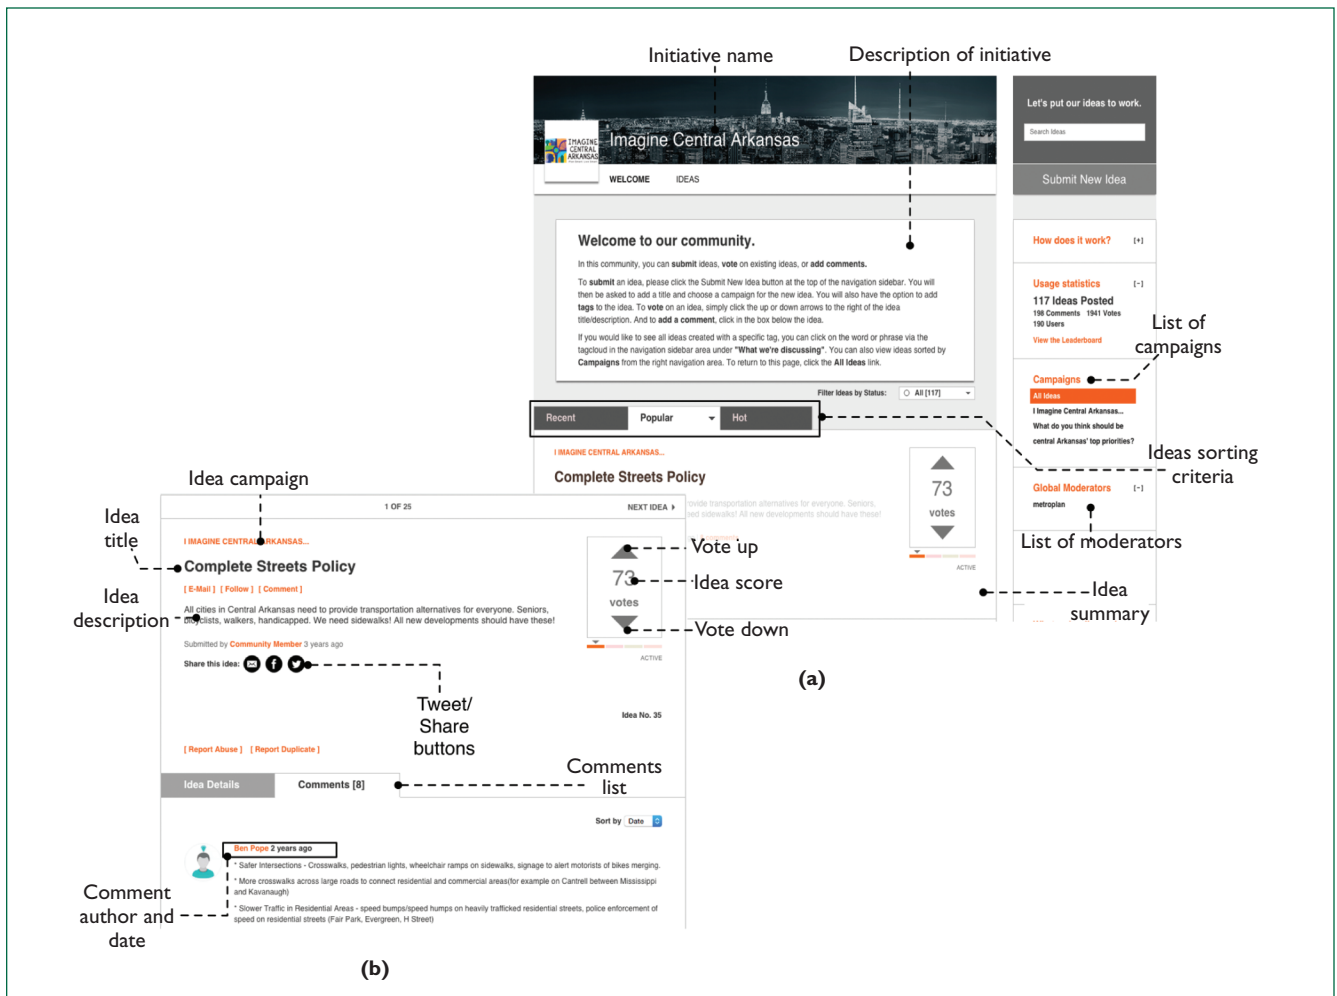 Initiative name
Description of initiative
Let's put our ideas to work.
Search Ideas
Submit New Idea
IMAGINE
CENTRAL
ARKANSAS
Imagine Central Arkansas
WELCOME IDEAS
Welcome to our community.
In this community, you can submit ideas, vote on existing ideas, or add comments.
To submit an idea, please click the Submit New Idea button at the top of the navigation sidebar. You will
then be asked to add a title and choose a campaign for the new idea. You will also have the option to add
tags to the idea. To vote on an idea, simply click the up or down arrows to the right of the idea
title/description. And to add a comment, click in the box below the idea.
If you would like to see all ideas created with a specific tag, you can click on the word or phrase via the
tagcloud in the navigation sidebar area under "What we're discussing". You can also view ideas sorted by
Campaigns from the right navigation area. To return to this page, click the All Ideas link.
How does it work? [+]
Usage statistics [-]
117 Ideas Posted
198 Comments 1941 Votes
190 Users
View the Leaderboard
List of
campaigns
Campaigns
All Ideas
I Imagine Central Arkansas...
What do you think should be
central Arkansas' top priorities?
Filter Ideas by Status: All [117]
Recent Popular Hot
Ideas sorting
criteria
Global Moderators [-]
metroplan
List of moderators
I IMAGINE CENTRAL ARKANSAS...
Complete Streets Policy
ovide transportation alternatives for everyone. Seniors,
eed sidewalks! All new developments should have these!
73
votes
ACTIVE
Idea
summary
(a)
Idea campaign
Idea
title
Idea
description
1 OF 25 NEXT IDEA
I IMAGINE CENTRAL ARKANSAS...
Complete Streets Policy
[ E-Mail ] [ Follow ] [ Comment ]
All cities in Central Arkansas need to provide transportation alternatives for everyone. Seniors,
bicyclists, walkers, handicapped. We need sidewalks! All new developments should have these!
Submitted by Community Member 3 years ago
Share this idea:
73
votes
ACTIVE
Vote up
Idea score
Vote down
Tweet/
Share
buttons
Idea No. 35
[ Report Abuse ] [ Report Duplicate ]
Comments
list
Idea Details Comments [8]
Sort by Date
Ben Pope 2 years ago
* Safer Intersections - Crosswalks, pedestrian lights, wheelchair ramps on sidewalks, signage to alert motorists of bikes merging.
* More crosswalks across large roads to connect residential and commercial areas(for example on Cantrell between Mississippi
and Kavanaugh)
* Slower Traffic in Residential Areas - speed bumps/speed humps on heavily trafficked residential streets, police enforcement of
speed on residential streets (Fair Park, Evergreen, H Street)
Comment
author and
date
(b)